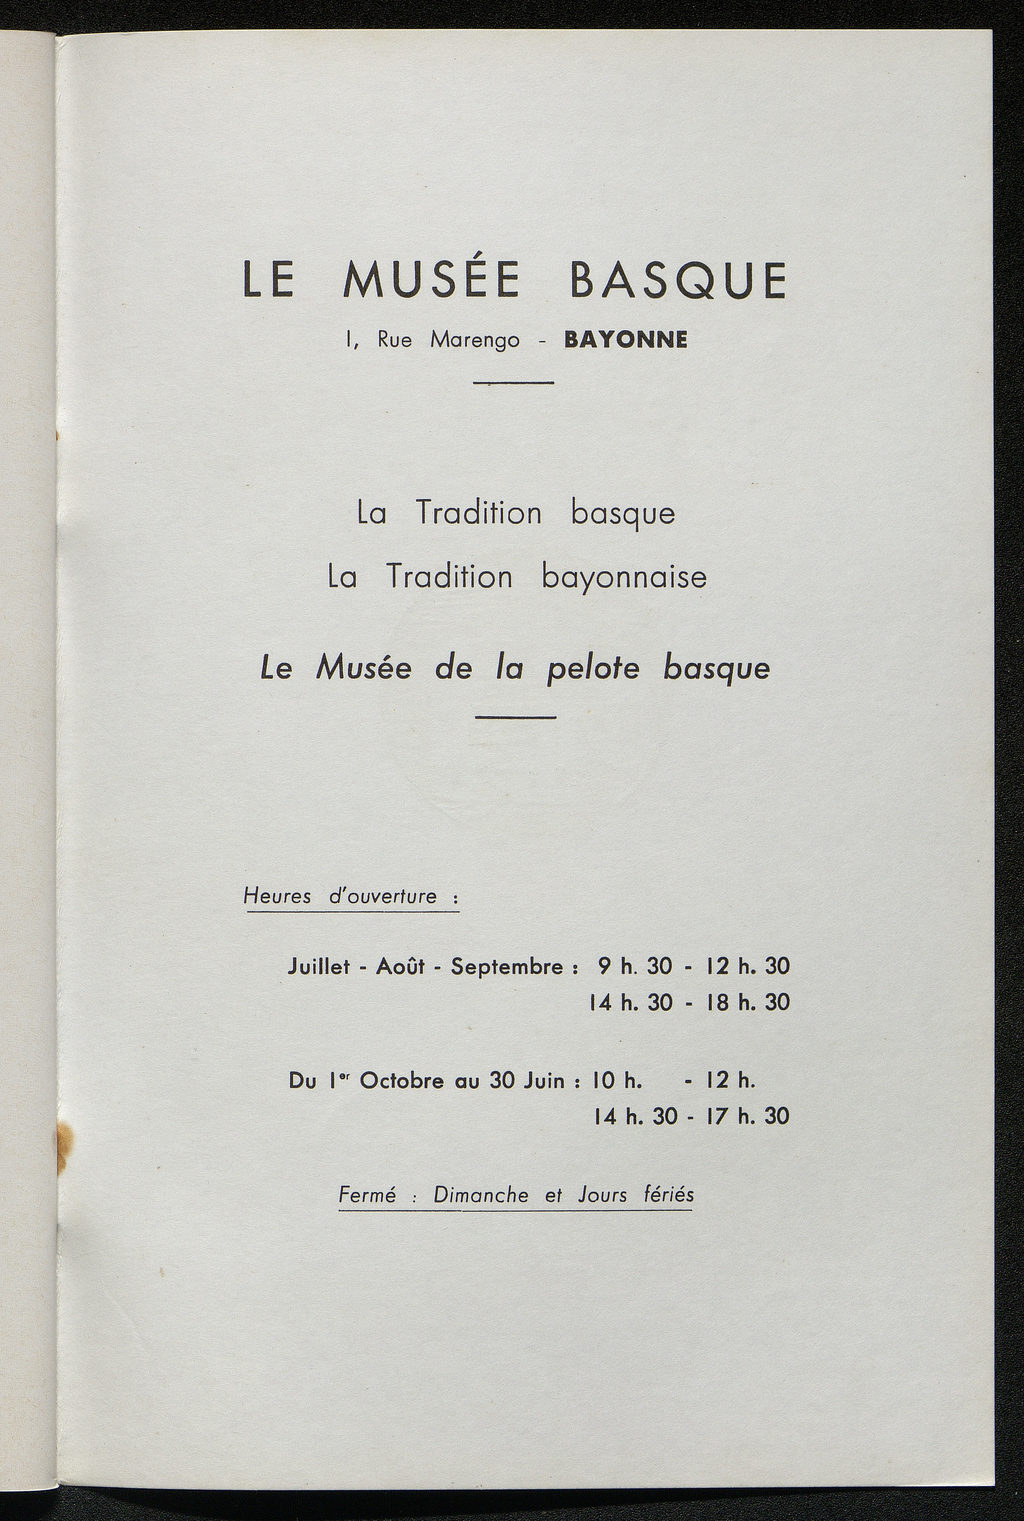 LE MUSÉE BASQUE
1, Rue Marengo - BAYONNE
La Tradition basque
La Tradition bayonnaise
Le Musée de la pelote basque
Heures d'ouverture :
Juillet - Août - Septembre : 9 h. 30 - 12 h. 30
14 h. 30 - 18 h. 30
Du 1er Octobre au 30 Juin : 10 h. - 12 h.
14 h. 30 - 17 h. 30
Fermé : Dimanche et Jours fériés